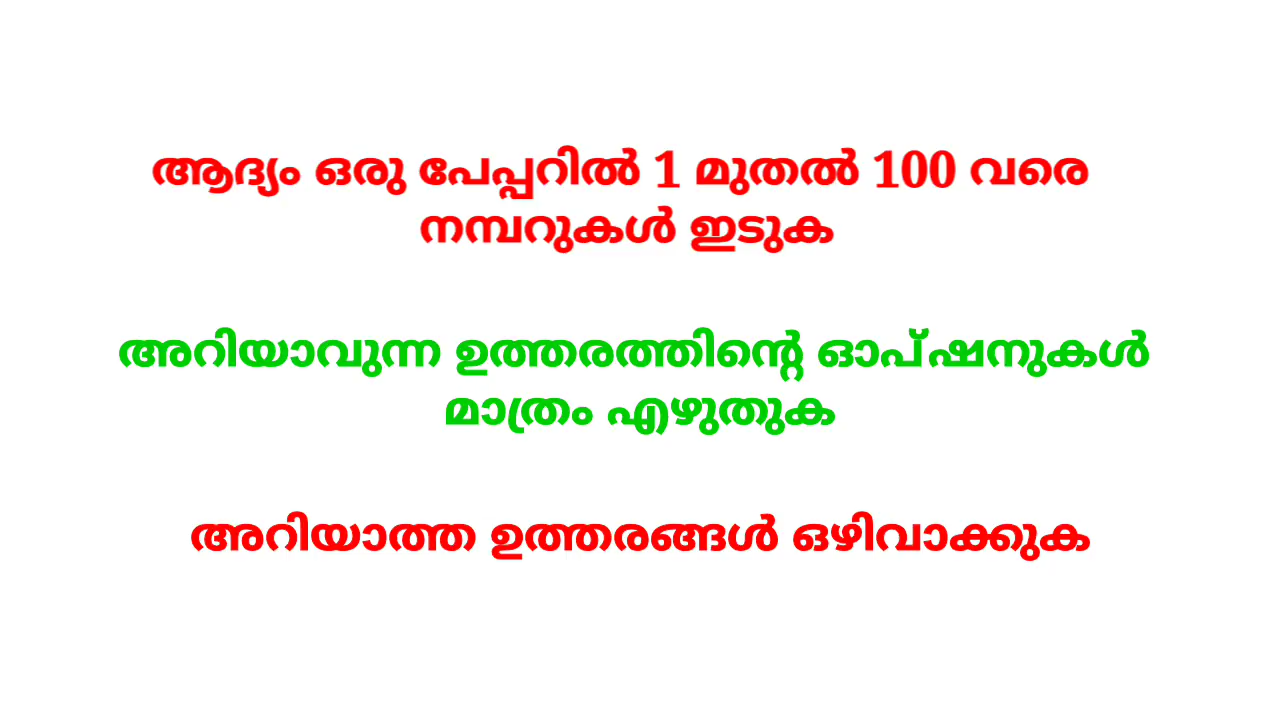 ആദ്യം ഒരു പേപ്പറിൽ 1 മുതൽ 100 വരെ
നമ്പറുകൾ ഇടുക
അറിയാവുന്ന ഉത്തരത്തിന്റെ ഓപ്ഷനുകൾ
മാത്രം എഴുതുക
അറിയാത്ത ഉത്തരങ്ങൾ ഒഴിവാക്കുക